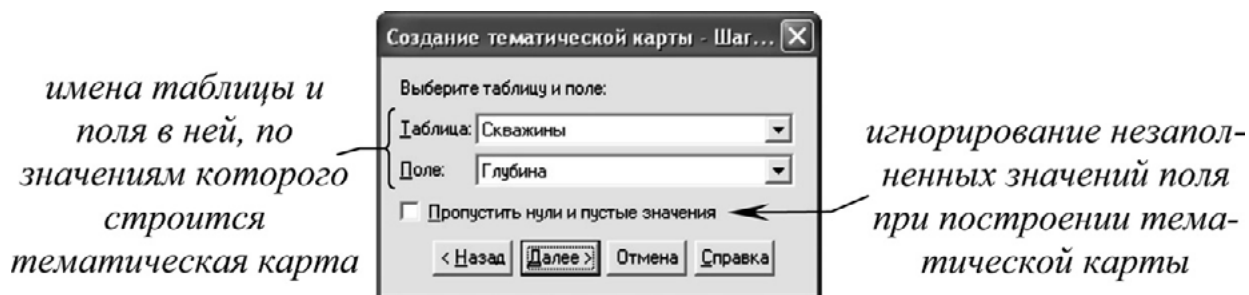 имена таблицы и
поля в ней, по
значениям которого
строится
тематическая карта
Создание тематической карты - Шаг...
Выберите таблицу и поле:
Таблица: Скважины
Поле: Глубина
Пропустить нули и пустые значения
< Назад Далее > Отмена Справка
игнорирование незапол-
ненных значений поля
при построении тема-
тической карты